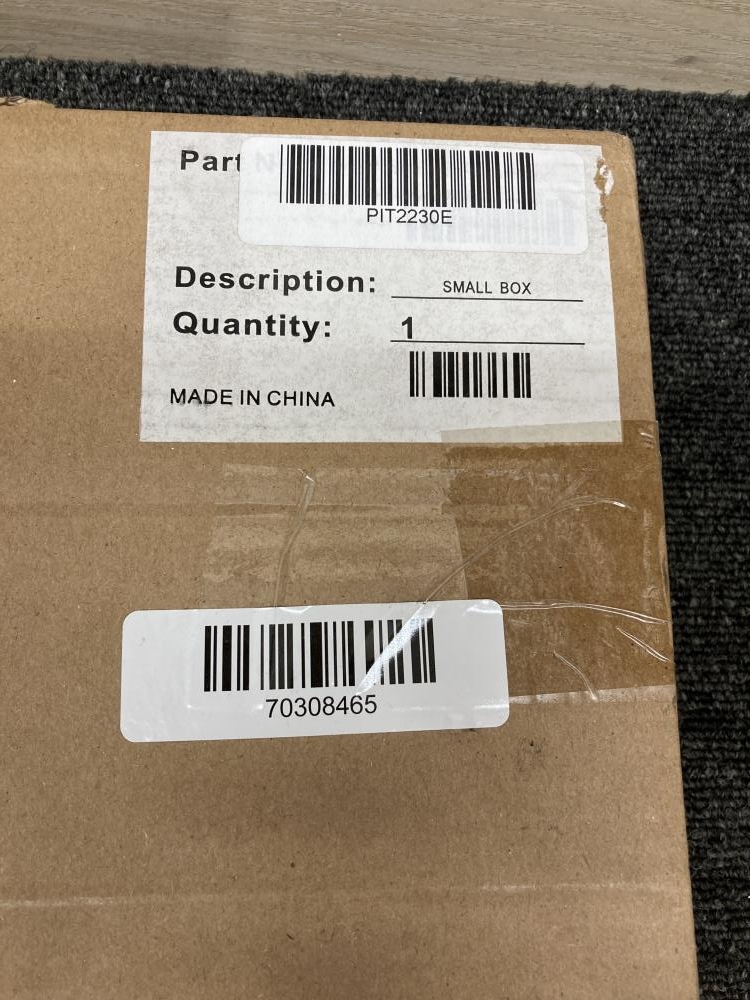 Part N
PIT2230E
Description: SMALL BOX
Quantity: 1
MADE IN CHINA
70308465